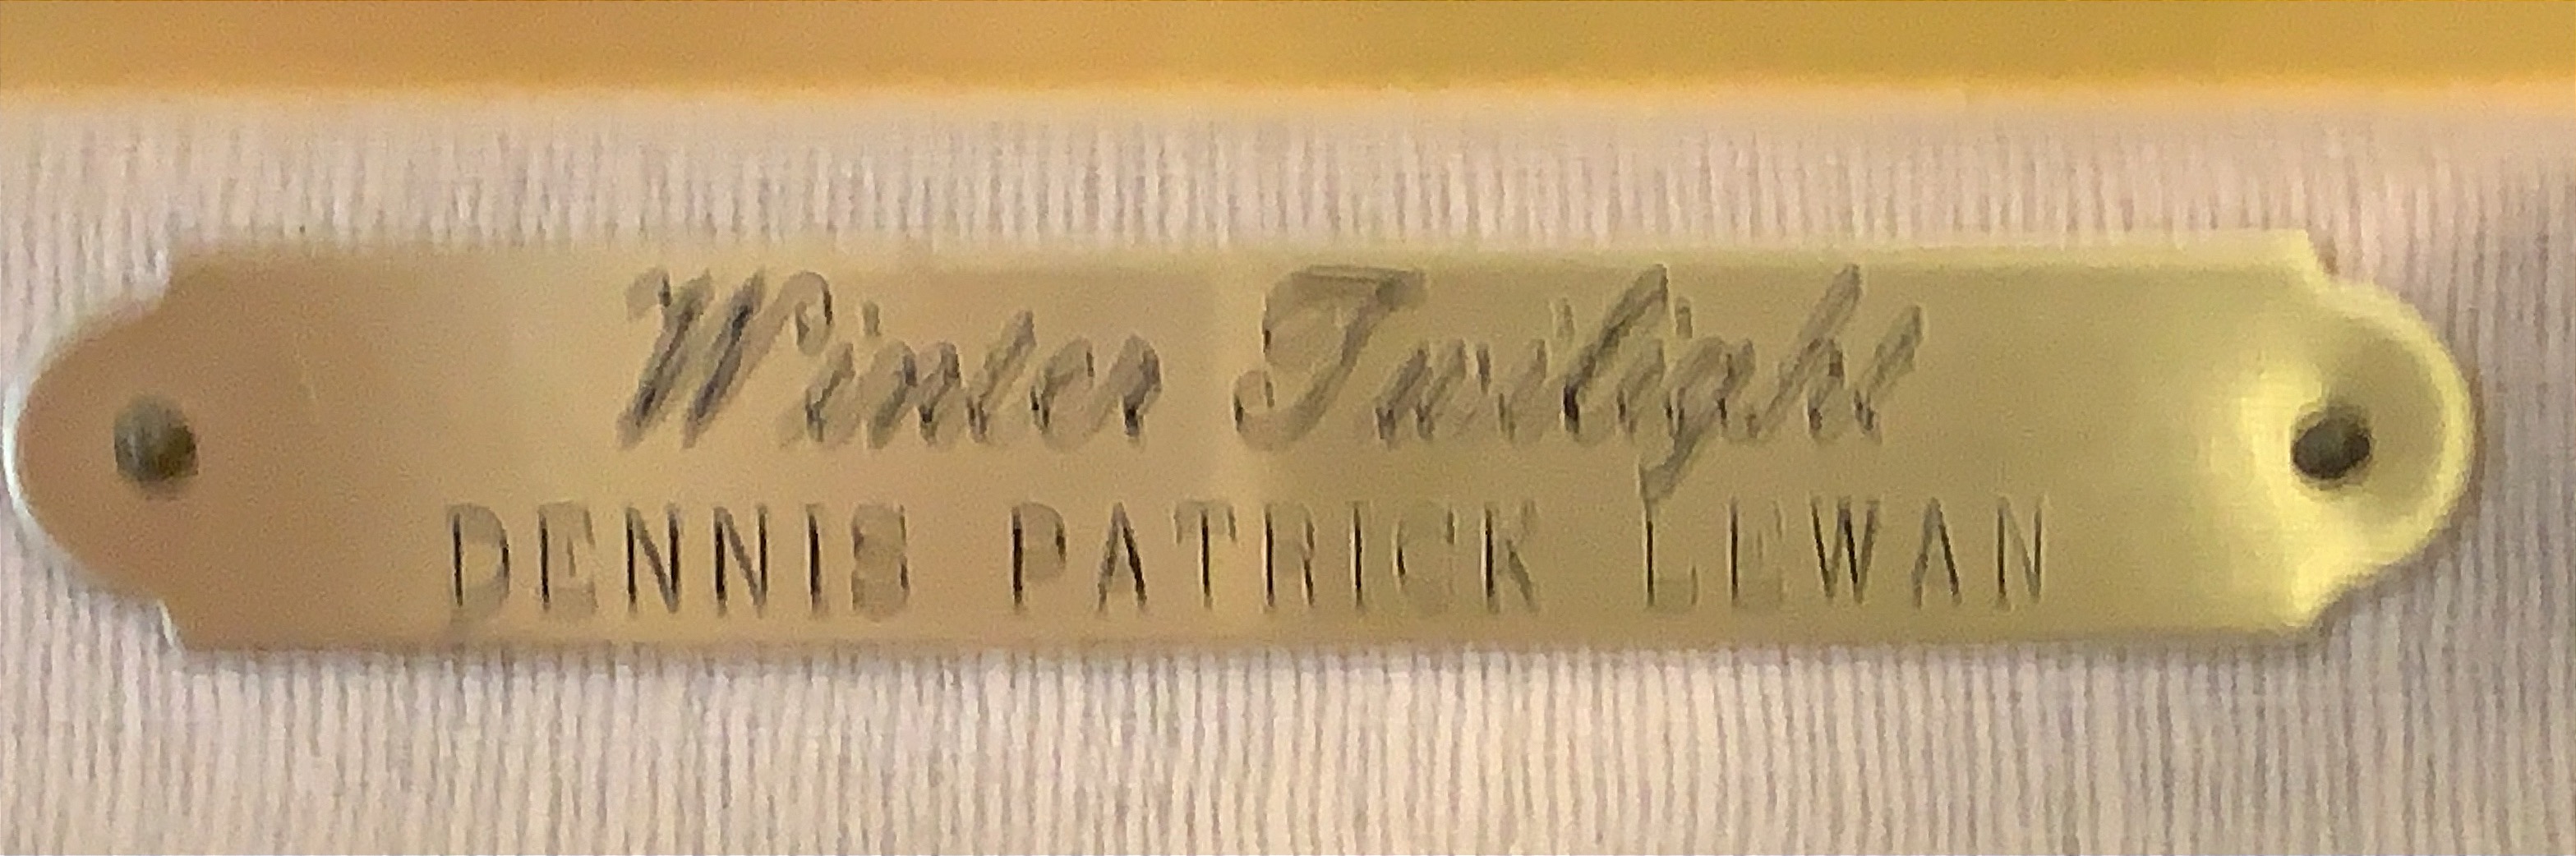 Winter Twilight
DENNIS PATRICK LEWAN